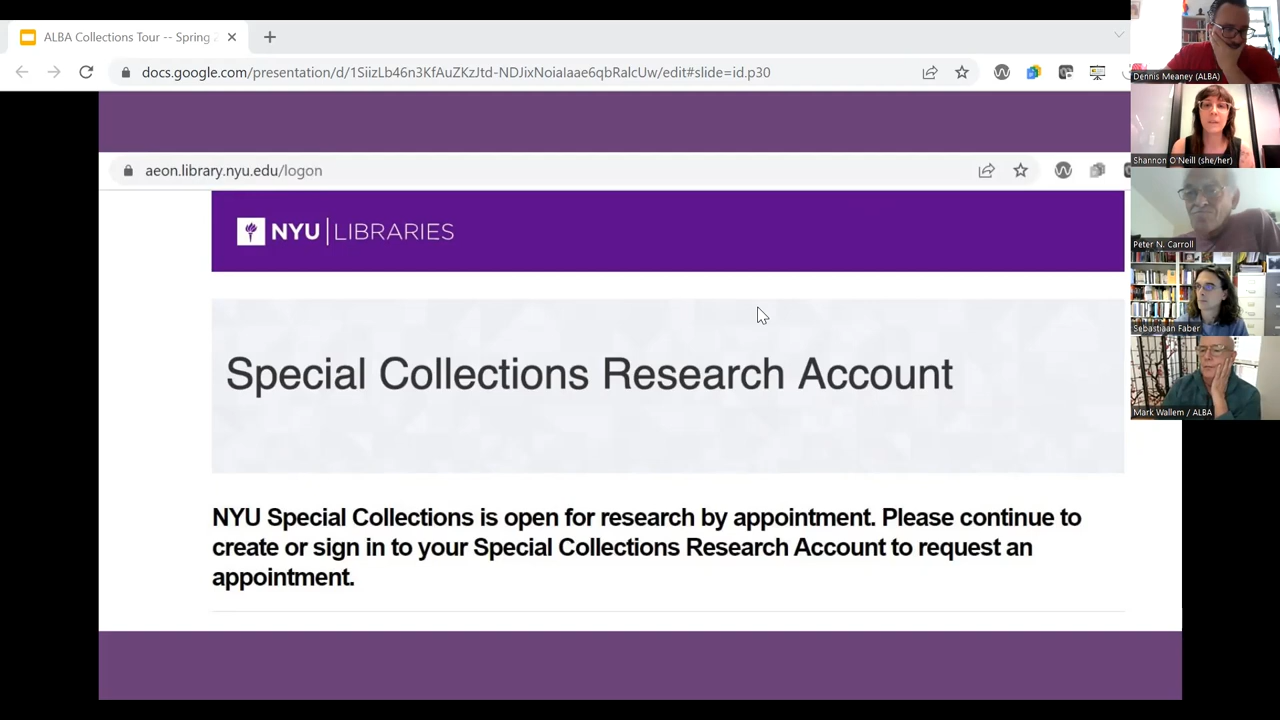 ALBA Collections Tour -- Spring 2
docs.google.com/presentation/d/1SiizLb46n3KfAuZKzJtd-NDJixNoiaIaae6qbRalcUw/edit#slide=id.p30
aeon.library.nyu.edu/logon
NYU | LIBRARIES
Special Collections Research Account
NYU Special Collections is open for research by appointment. Please continue to
create or sign in to your Special Collections Research Account to request an
appointment.
Dennis Meaney (ALBA)
Shannon O'Neill (she/her)
Peter N. Carroll
Sebastiaan Faber
Mark Wallem / ALBA